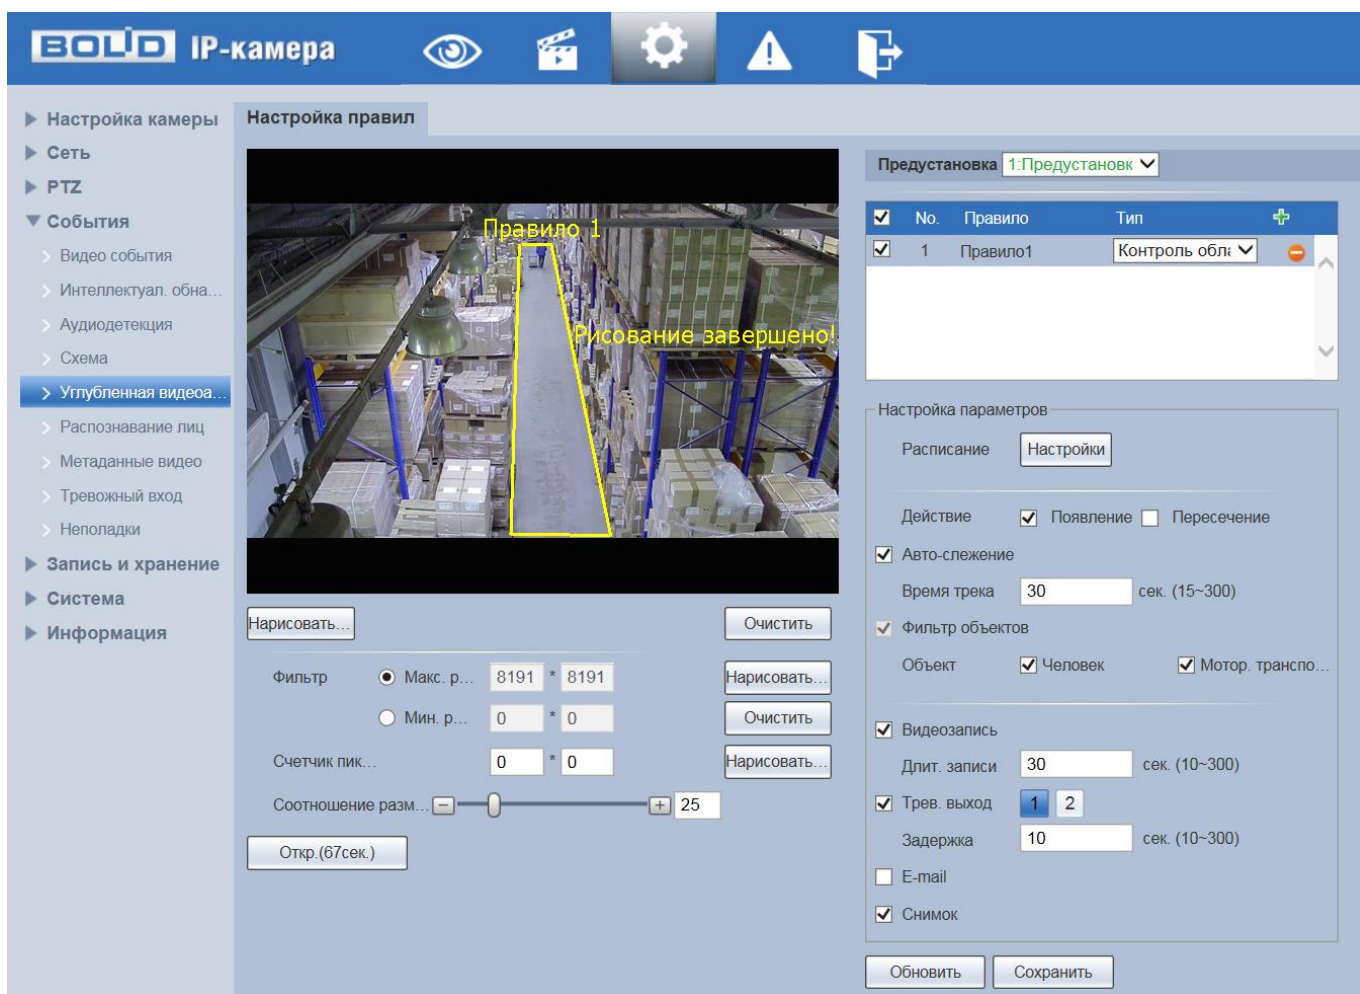 BOLID IP-камера
Настройка камеры
Сеть
PTZ
События
Видео события
Интеллектуал. обна...
Аудиодетекция
Схема
Углубленная видеоа...
Распознавание лиц
Метаданные видео
Тревожный вход
Неполадки
Запись и хранение
Система
Информация
Настройка правил
Правило 1
Рисование завершено!
Нарисовать... Очистить
Фильтр Макс. р... 8191 * 8191 Нарисовать...
Мин. р... 0 * 0 Очистить
Счетчик пик... 0 * 0 Нарисовать...
Соотношение разм... 25
Откр.(67сек.)
Предустановка 1:Предустановк
No. Правило Тип
1 Правило1 Контроль обла
Настройка параметров
Расписание Настройки
Действие Появление Пересечение
Авто-слежение
Время трека 30 сек. (15~300)
Фильтр объектов
Объект Человек Мотор. транспо...
Видеозапись
Длит. записи 30 сек. (10~300)
Трев. выход 1 2
Задержка 10 сек. (10~300)
E-mail
Снимок
Обновить Сохранить